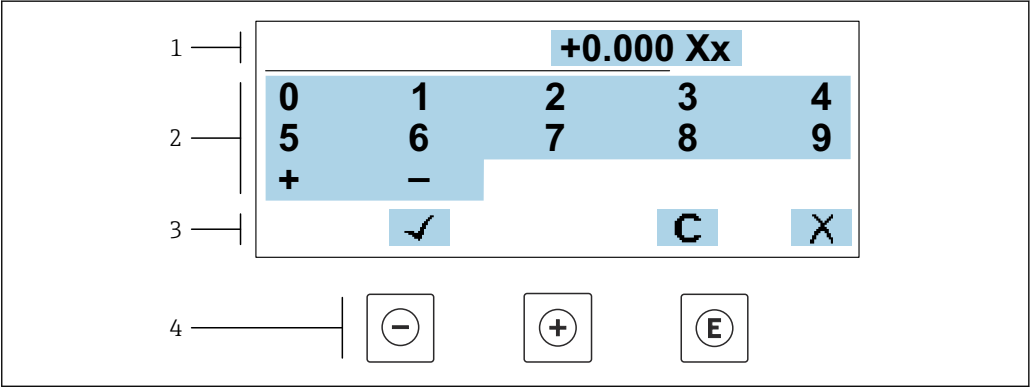 1 +0.000 Xx
0 1 2 3 4
2 5 6 7 8 9
+ −
3 ✓ C X
4 − + E